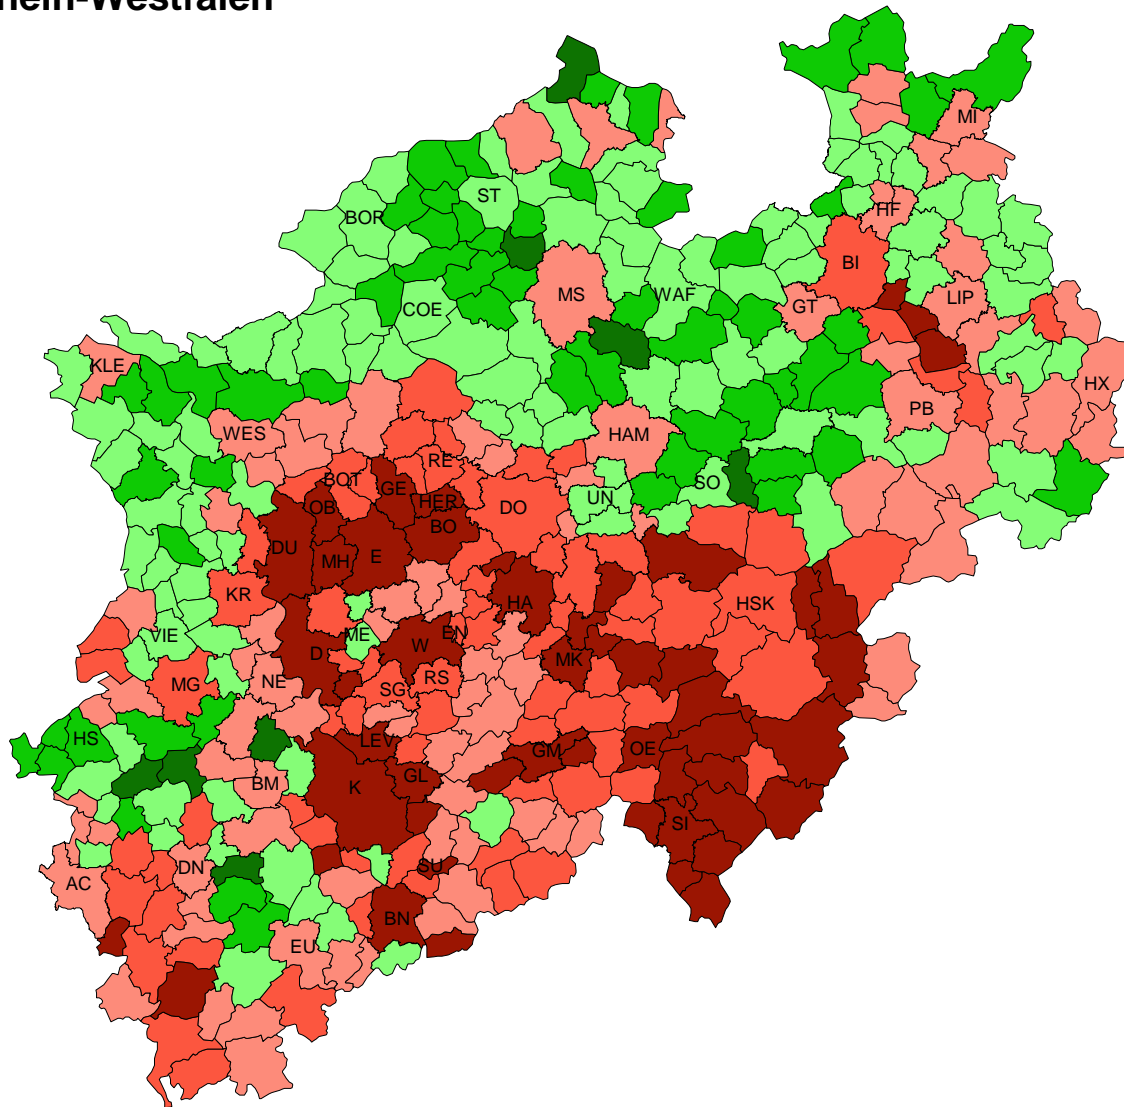 hein-Westfalen
MI
ST
BOR
HF
BI
MS
WAF
LIP
GT
COE
KLE
HX
PB
WES
HAM
RE
BOT
GE
SO
OB
HER
UN
DO
BO
DU
E
MH
KR
HA
HSK
VIE
ME
EN
W
D
MK
RS
NE
MG
SG
HS
LEV
GM
OE
GL
BM
K
SI
SU
DN
AC
BN
EU